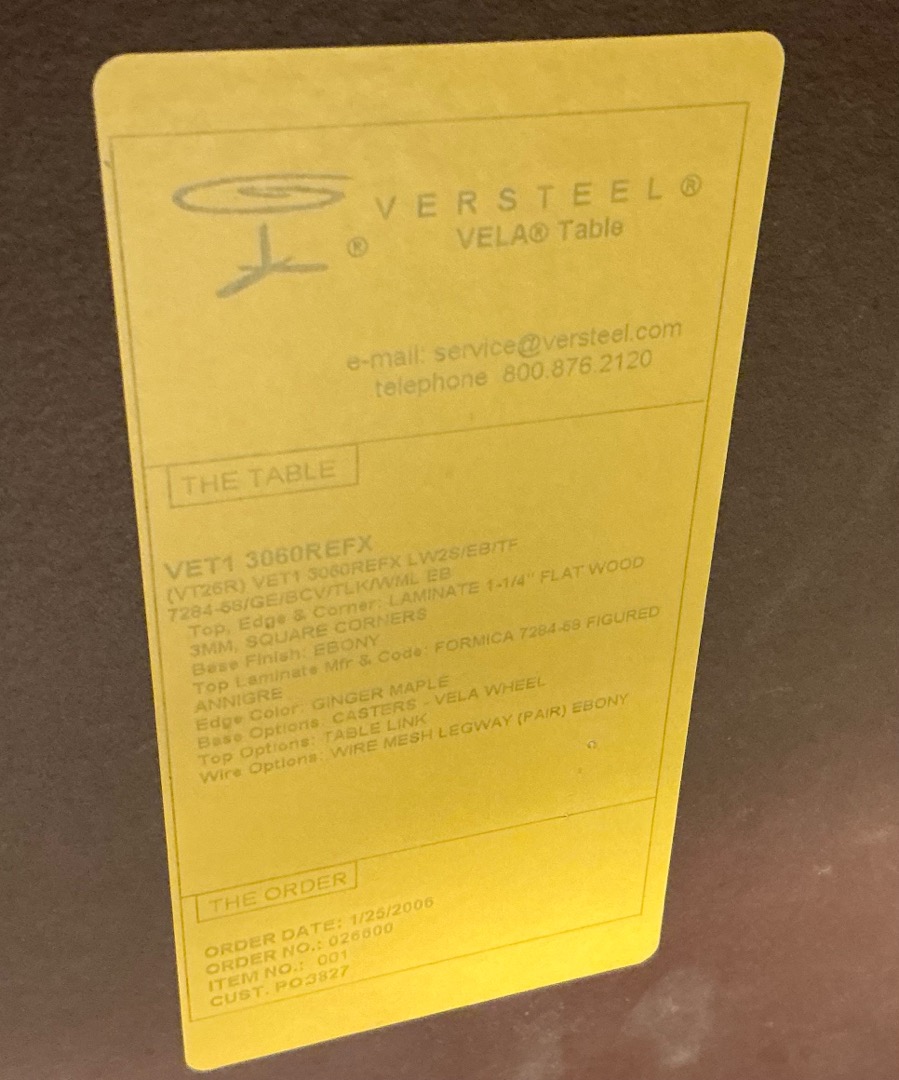 VERSTEEL®
®
VELA® Table
e-mail: service@versteel.com
telephone 800.876.2120
THE TABLE
VET1 3060REFX
(VT26R) VET1 3060REFX LW2S/EB/TF
7284-58/GE/BCV/TLK/WML EB
Top, Edge & Corner: LAMINATE 1-1/4" FLAT WOOD
3MM, SQUARE CORNERS
Base Finish: EBONY
Top Laminate Mfr & Code: FORMICA 7284-58 FIGURED
ANNIGRE
Edge Color: GINGER MAPLE
Base Options: CASTERS - VELA WHEEL
Top Options: TABLE LINK
Wire Options: WIRE MESH LEGWAY (PAIR) EBONY
THE ORDER
ORDER DATE: 1/25/2006
ORDER NO.: 026600
ITEM NO.: 001
CUST. PO:3827